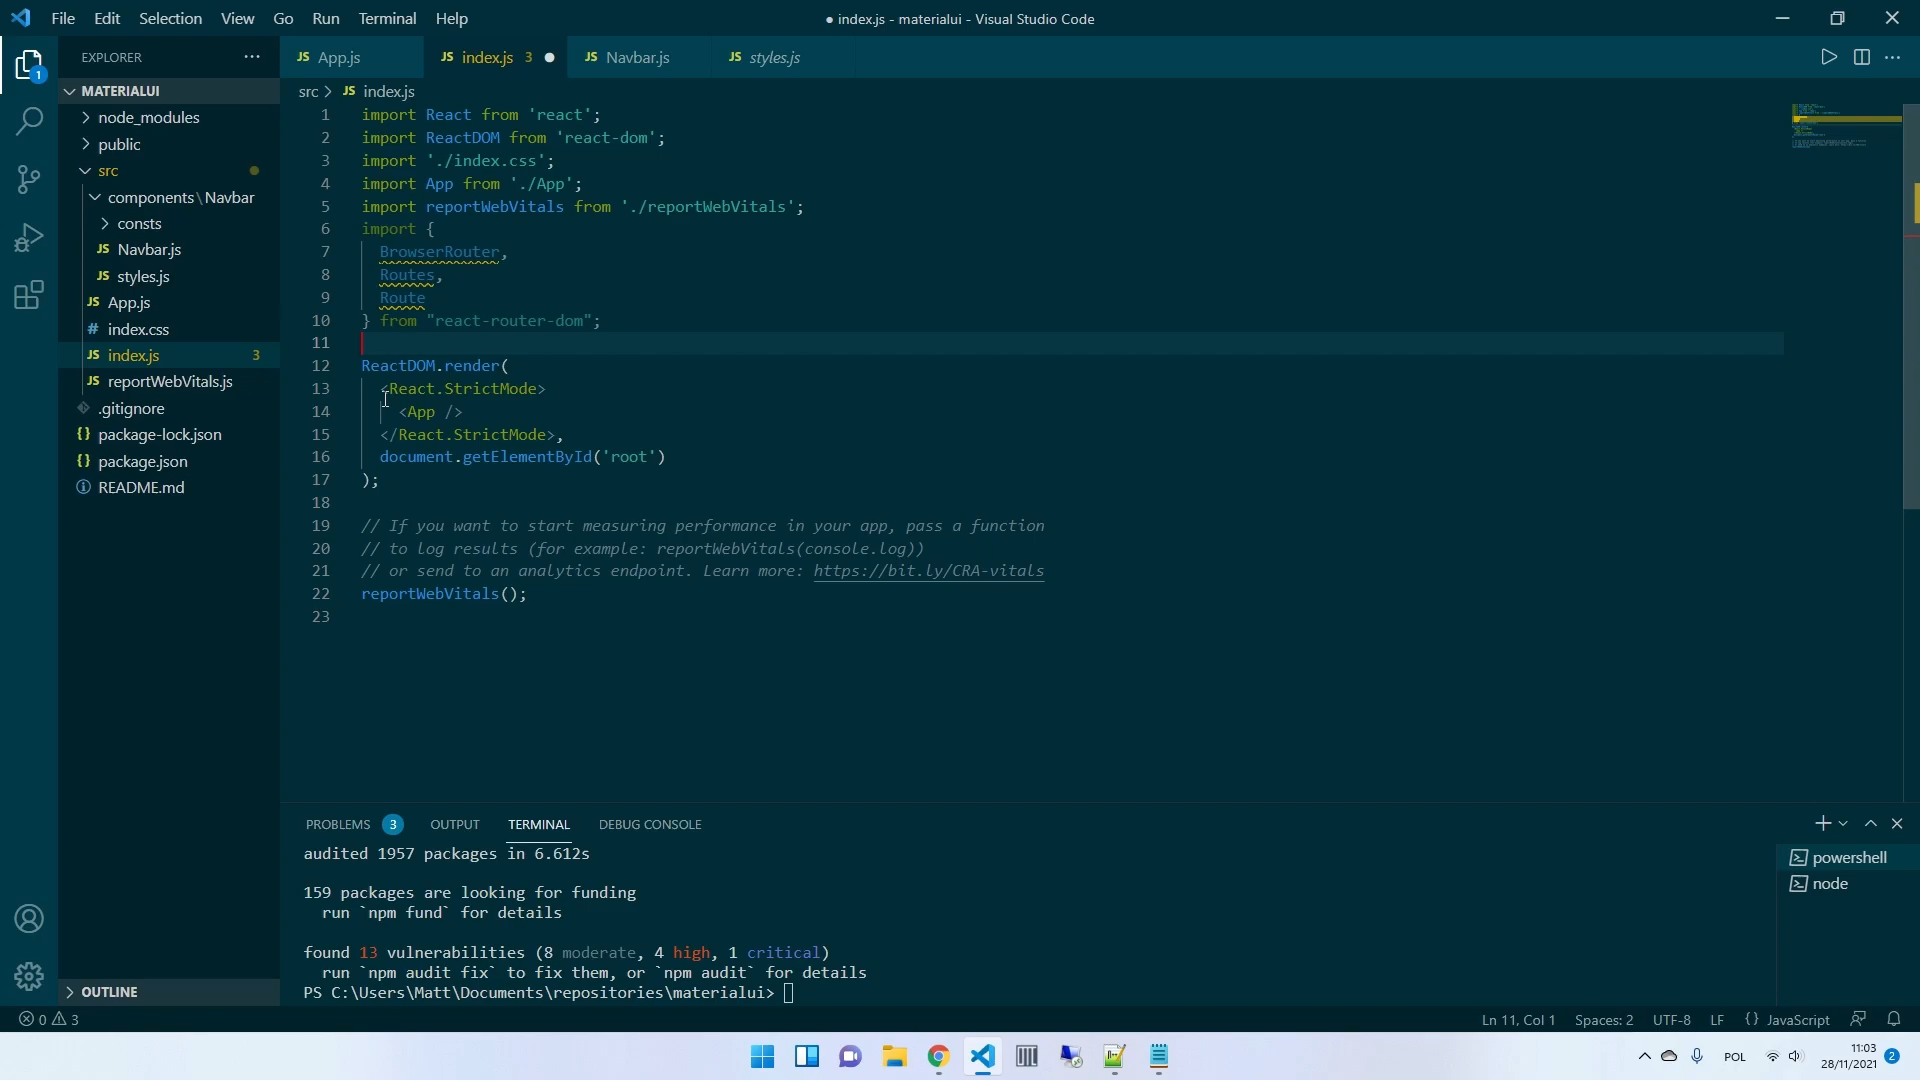 File Edit Selection View Go Run Terminal Help
● index.js - materialui - Visual Studio Code
1
EXPLORER
MATERIALUI
node_modules
public
src
components\Navbar
consts
JS Navbar.js
JS styles.js
JS App.js
# index.css
JS index.js 3
JS reportWebVitals.js
.gitignore
{} package-lock.json
{} package.json
README.md
OUTLINE
JS App.js
JS index.js 3 ●
JS Navbar.js
JS styles.js
src > JS index.js
1 import React from 'react';
2 import ReactDOM from 'react-dom';
3 import './index.css';
4 import App from './App';
5 import reportWebVitals from './reportWebVitals';
6 import {
7 BrowserRouter,
8 Routes,
9 Route
10 } from "react-router-dom";
11
12 ReactDOM.render(
13 <React.StrictMode>
14 <App />
15 </React.StrictMode>,
16 document.getElementById('root')
17 );
18
19 // If you want to start measuring performance in your app, pass a function
20 // to log results (for example: reportWebVitals(console.log))
21 // or send to an analytics endpoint. Learn more: https://bit.ly/CRA-vitals
22 reportWebVitals();
23
PROBLEMS 3 OUTPUT TERMINAL DEBUG CONSOLE
audited 1957 packages in 6.612s
159 packages are looking for funding
run `npm fund` for details
found 13 vulnerabilities (8 moderate, 4 high, 1 critical)
run `npm audit fix` to fix them, or `npm audit` for details
PS C:\Users\Matt\Documents\repositories\materialui>
powershell
node
0 3
Ln 11, Col 1 Spaces: 2 UTF-8 LF {} JavaScript
POL
11:03
28/11/2021
2